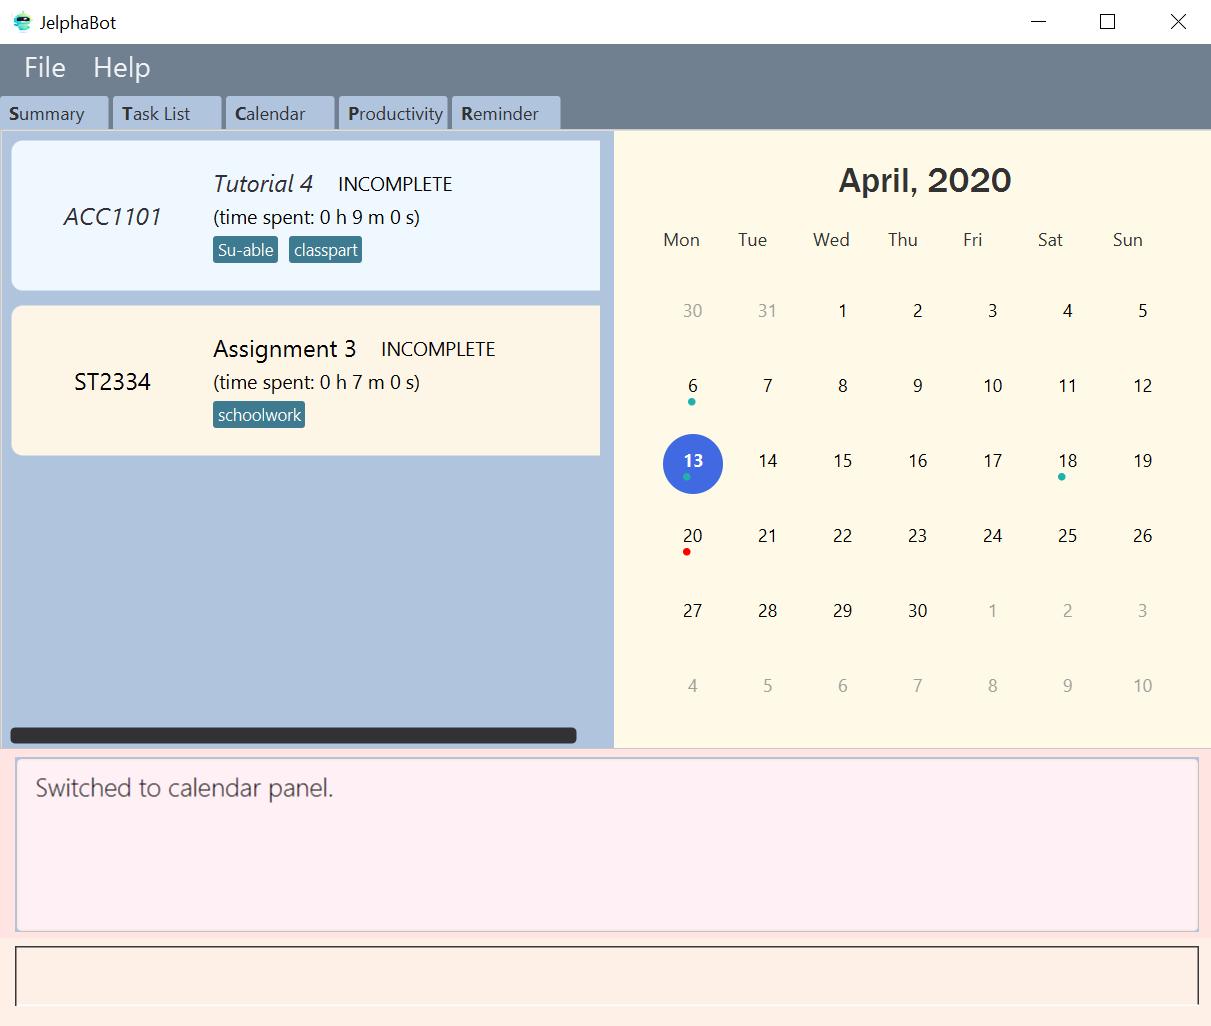 JelphaBot
File Help
Summary Task List Calendar Productivity Reminder
Tutorial 4 INCOMPLETE
ACC1101
(time spent: 0 h 9 m 0 s)
Su-able classpart
Assignment 3 INCOMPLETE
ST2334
(time spent: 0 h 7 m 0 s)
schoolwork
April, 2020
Mon Tue Wed Thu Fri Sat Sun
30 31 1 2 3 4 5
6 7 8 9 10 11 12
13 14 15 16 17 18 19
20 21 22 23 24 25 26
27 28 29 30 1 2 3
4 5 6 7 8 9 10
Switched to calendar panel.